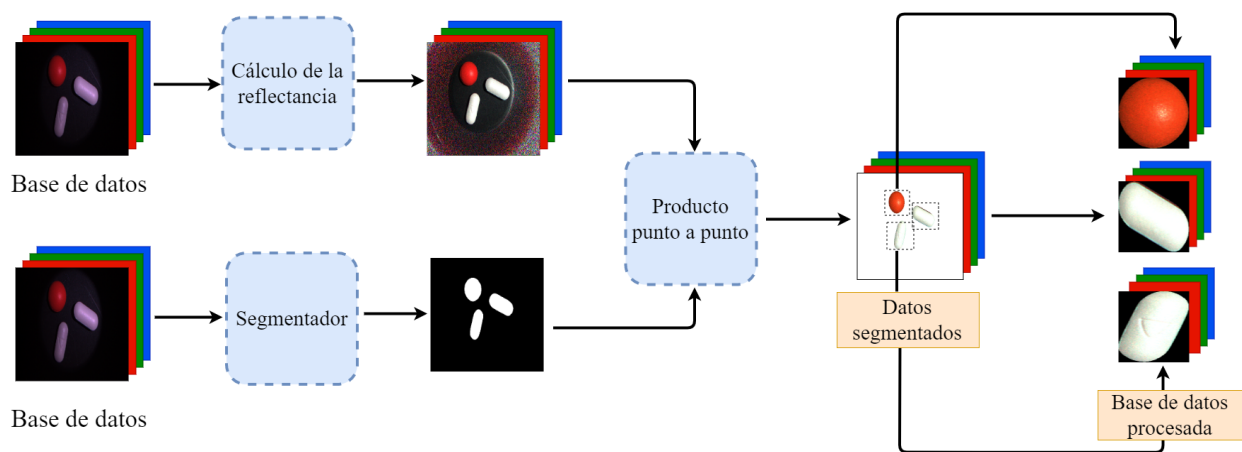 Cálculo de la
reflectancia
Base de datos
Producto
punto a punto
Segmentador
Base de datos
Datos
segmentados
Base de datos
procesada